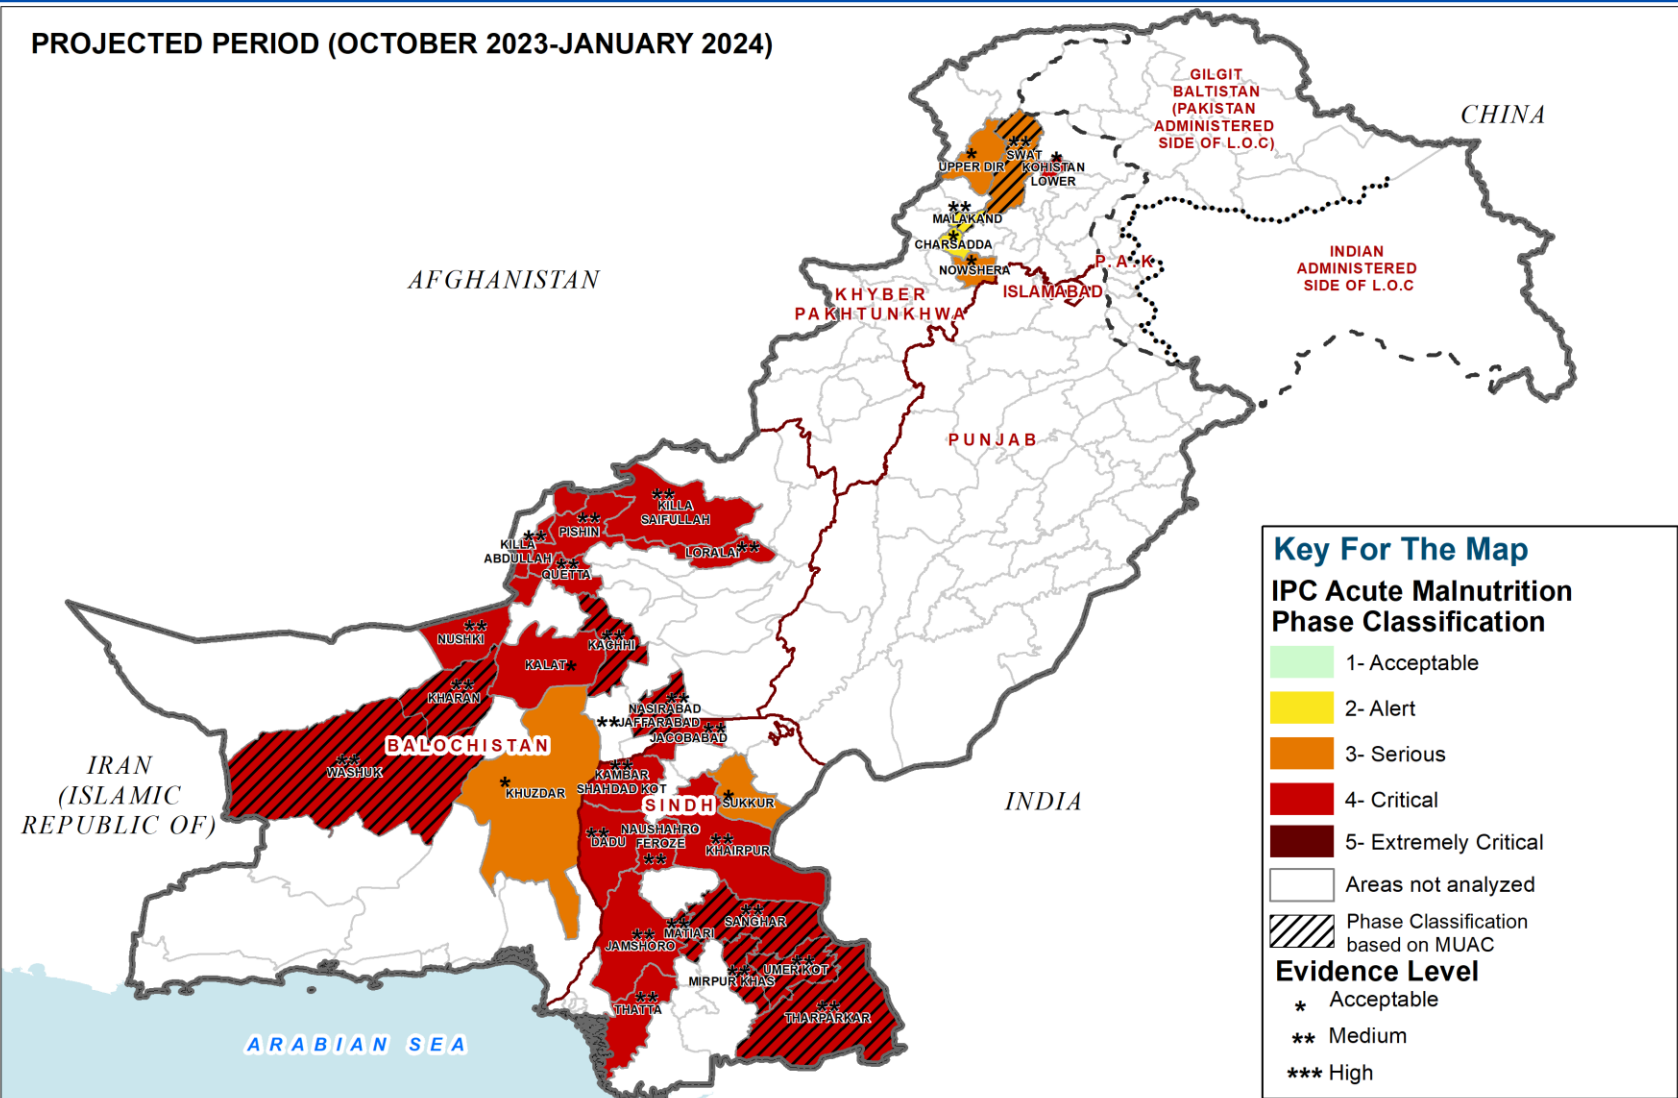 PROJECTED PERIOD (OCTOBER 2023-JANUARY 2024)
GILGIT
BALTISTAN
(PAKISTAN
ADMINISTERED
SIDE OF L.O.C)
CHINA
**
SWAT
*
UPPER DIR
*
KOHISTAN
LOWER
**
MALAKAND
*
CHARSADDA
*
NOWSHERA
P.A.K
INDIAN
ADMINISTERED
SIDE OF L.O.C
AFGHANISTAN
ISLAMABAD
KHYBER
PAKHTUNKHWA
PUNJAB
**
KILLA
SAIFULLAH
**
PISHIN
**
KILLA
ABDULLAH
LORALAI**
**
QUETTA
**
NUSHKI
**
KACHHI
KALAT*
**
KHARAN
**
NASIRABAD
**JAFFARABAD
**
JACOBABAD
BALOCHISTAN
**
WASHUK
IRAN
(ISLAMIC
REPUBLIC OF)
*
KHUZDAR
**
KAMBAR
SHAHDAD KOT
SINDH
*
SUKKUR
INDIA
**
DADU
NAUSHAHRO
FEROZE
**
**
KHAIRPUR
**
SANGHAR
**
MATIARI
**
JAMSHORO
**
UMER KOT
**
MIRPUR KHAS
**
THATTA
**
THARPARKAR
ARABIAN SEA
Key For The Map
IPC Acute Malnutrition
Phase Classification
1- Acceptable
2- Alert
3- Serious
4- Critical
5- Extremely Critical
Areas not analyzed
Phase Classification
based on MUAC
Evidence Level
* Acceptable
** Medium
*** High